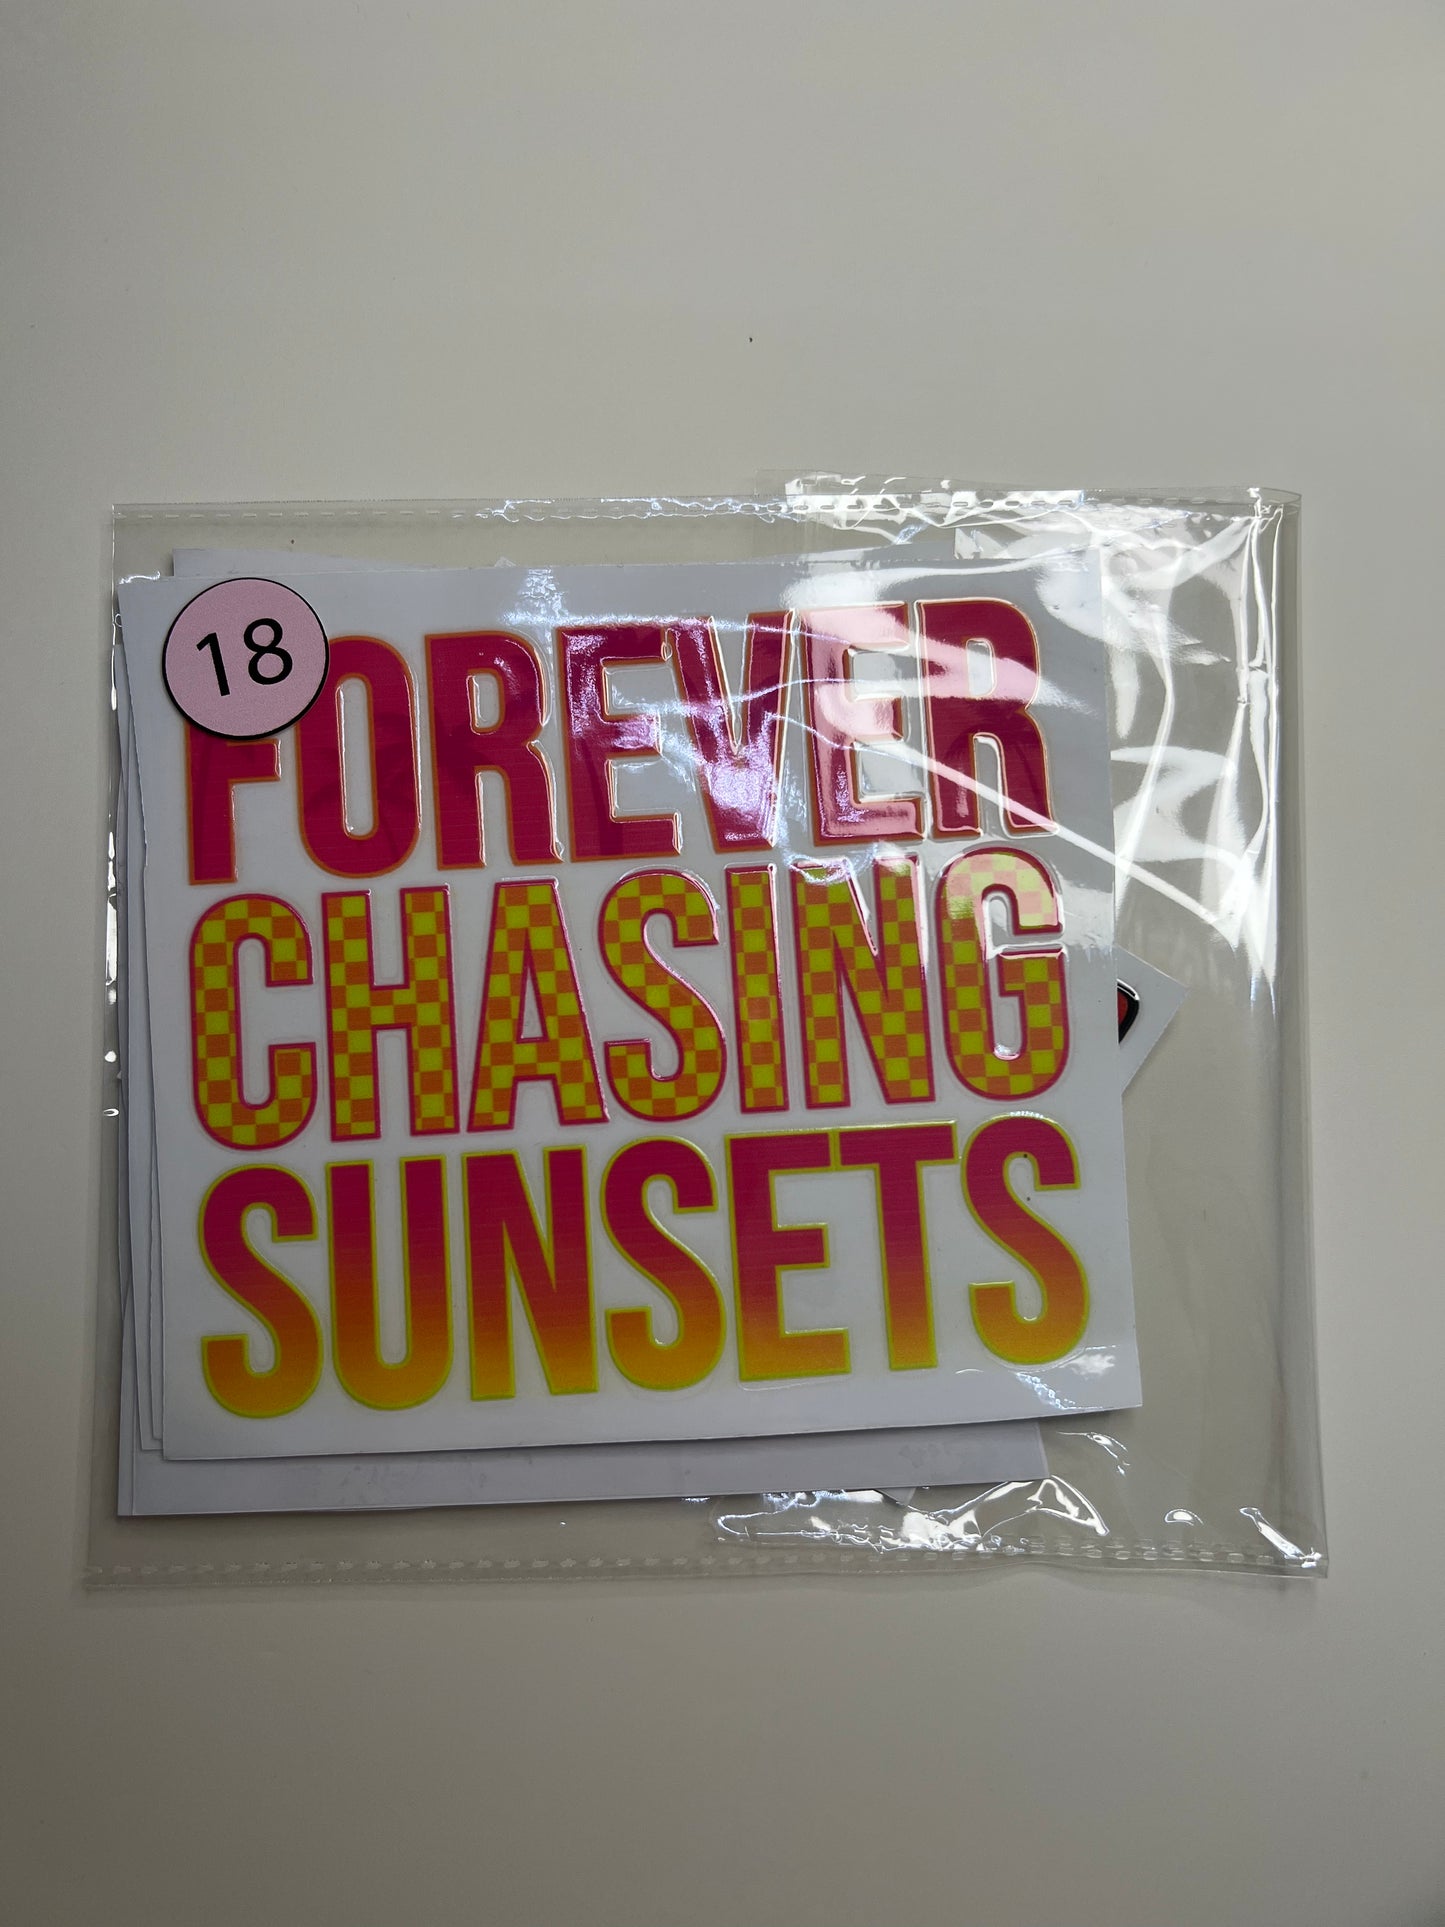 18
FOREVER
CHASING
SUNSETS